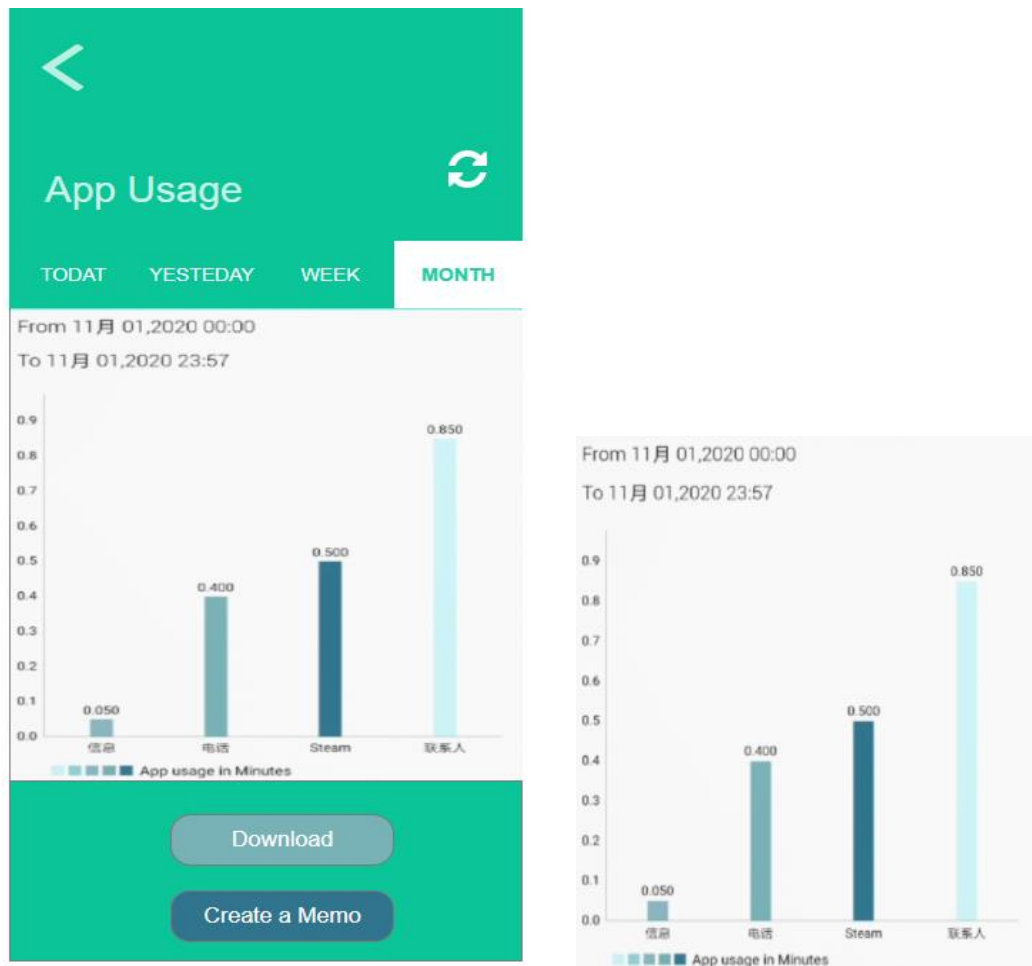 App Usage
TODAT YESTEDAY WEEK MONTH
From 11月 01,2020 00:00
To 11月 01,2020 23:57
0.9
0.8
0.7
0.6
0.5
0.4
0.3
0.2
0.1
0.0
0.050
0.400
0.500
0.850
信息 电话 Steam 联系人
App usage in Minutes
Download
Create a Memo
From 11月 01,2020 00:00
To 11月 01,2020 23:57
0.9
0.8
0.7
0.6
0.5
0.4
0.3
0.2
0.1
0.0
0.050
0.400
0.500
0.850
信息 电话 Steam 联系人
App usage in Minutes